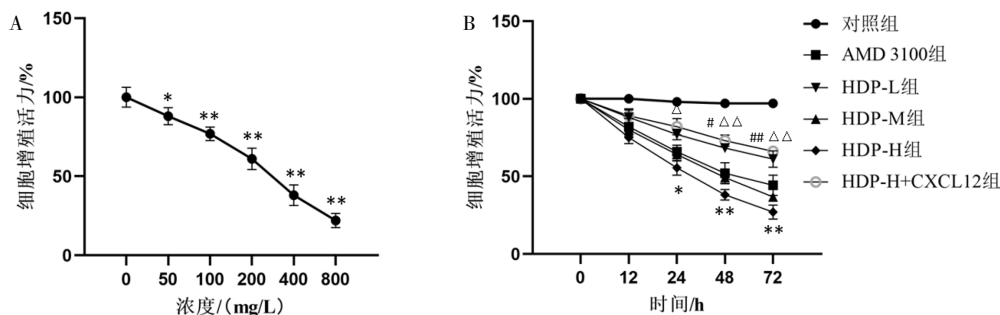 A
细胞增殖活力/%
150
100
50
0
*
**
**
**
**
0 50 100 200 400 800
浓度/(mg/L)
B
细胞增殖活力/%
150
100
50
0
△
# △△
## △△
*
**
**
0 12 24 48 72
时间/h
对照组
AMD 3100组
HDP-L组
HDP-M组
HDP-H组
HDP-H+CXCL12组